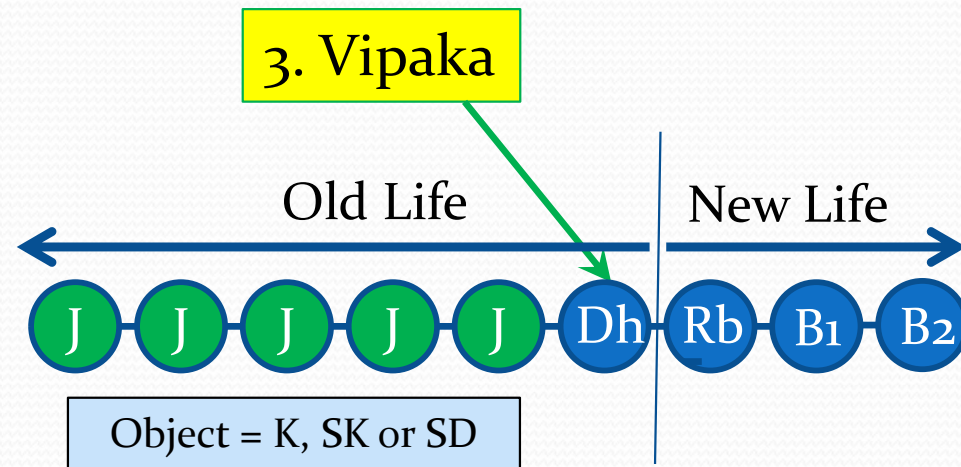 3. Vipaka
Old Life
New Life
J J J J J Dh Rb B1 B2
Object = K, SK or SD